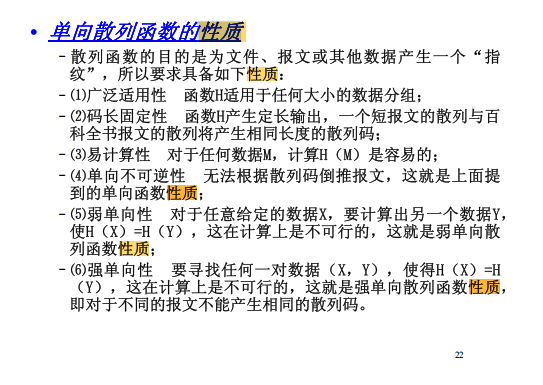 • 单向散列函数的性质
– 散列函数的目的是为文件、报文或其他数据产生一个“指
纹”，所以要求具备如下性质：
– ⑴广泛适用性　函数H适用于任何大小的数据分组；
– ⑵码长固定性　函数H产生定长输出，一个短报文的散列与百
科全书报文的散列将产生相同长度的散列码；
– ⑶易计算性　对于任何数据M，计算H（M）是容易的；
– ⑷单向不可逆性　无法根据散列码倒推报文，这就是上面提
到的单向函数性质；
– ⑸弱单向性　对于任意给定的数据X，要计算出另一个数据Y，
使H（X）=H（Y），这在计算上是不可行的，这就是弱单向散
列函数性质；
– ⑹强单向性　要寻找任何一对数据（X，Y），使得H（X）=H
（Y），这在计算上是不可行的，这就是强单向散列函数性质，
即对于不同的报文不能产生相同的散列码。
22